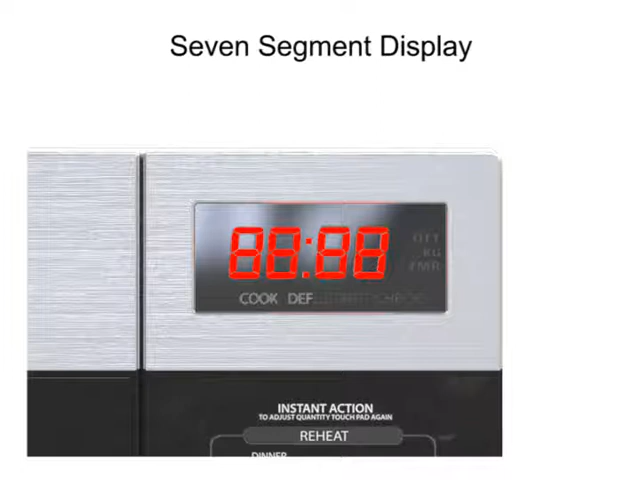 Seven Segment Display
88:88
COOK DEF
INSTANT ACTION
TO ADJUST QUANTITY TOUCH PAD AGAIN
REHEAT
DINNER